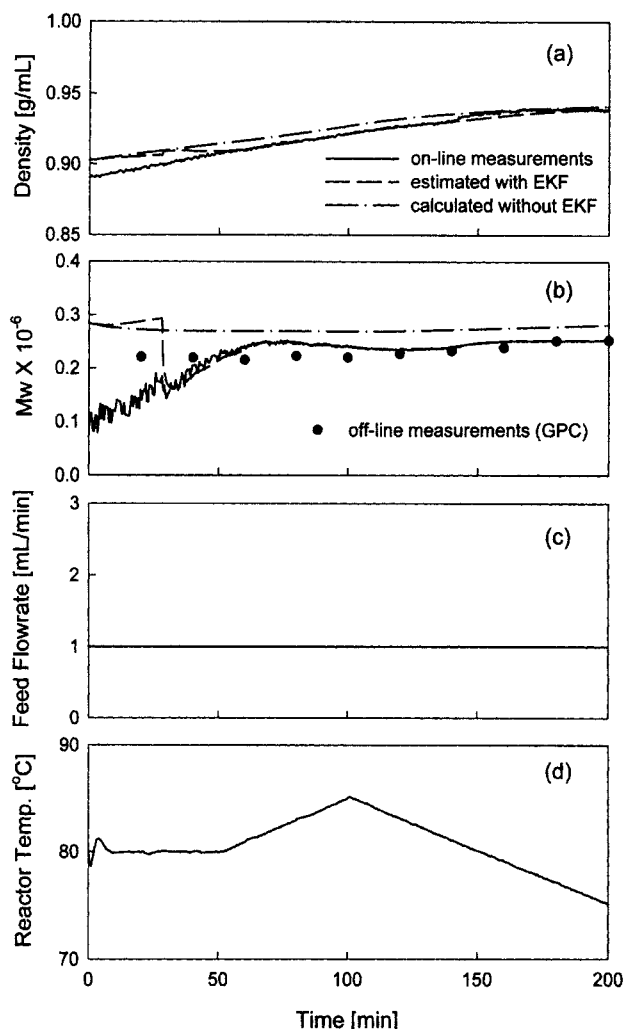 1.00
(a)
0.95
Density [g/mL]
0.90
on-line measurements
estimated with EKF
calculated without EKF
0.85
0.4
(b)
0.3
Mw X 10-6
0.2
0.1
off-line measurements (GPC)
0.0
3
(c)
Feed Flowrate [mL/min]
2
1
0
90
(d)
Reactor Temp. [oC]
80
70
0 50 100 150 200
Time [min]